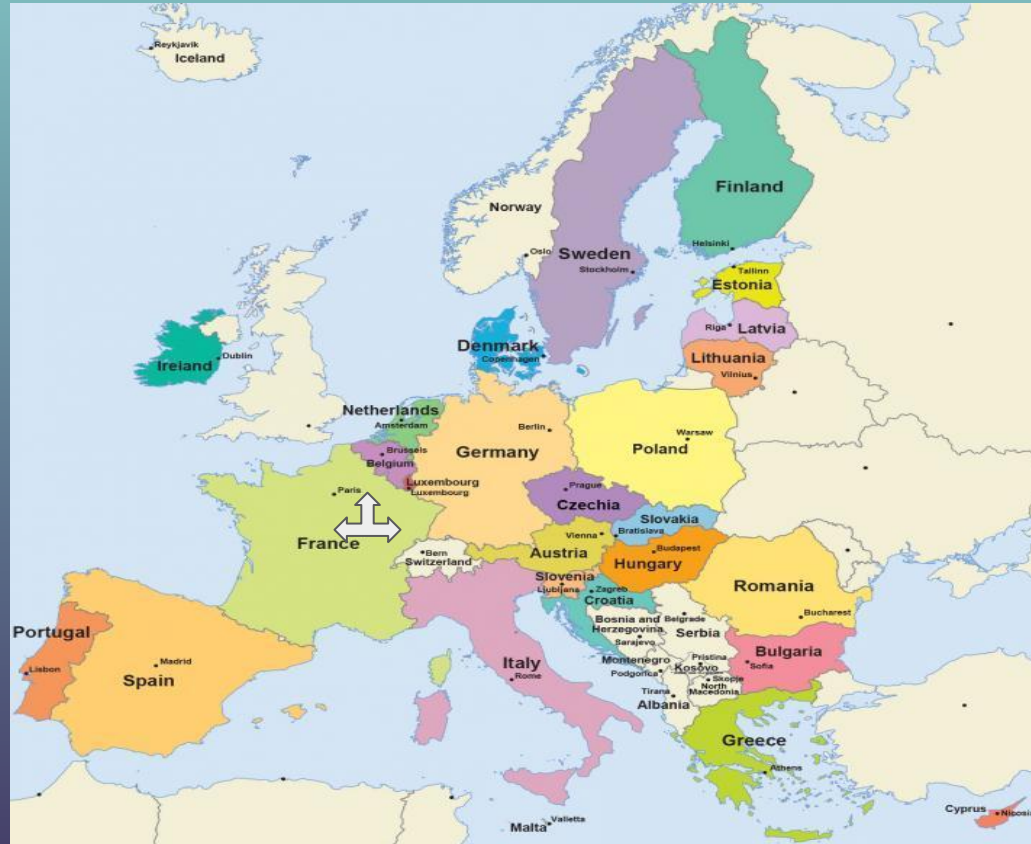 Reykjavik
Iceland
Finland
Norway
Helsinki
Oslo
Sweden
Stockholm
Tallinn
Estonia
Riga
Latvia
Denmark
Copenhagen
Lithuania
Vilnius
Dublin
Ireland
Netherlands
Amsterdam
Berlin
Warsaw
Poland
Germany
Brussels
Belgium
Luxembourg
Luxembourg
Paris
Prague
Czechia
Slovakia
Bratislava
Vienna
France
Bern
Switzerland
Austria
Budapest
Hungary
Slovenia
Ljubljana
Zagreb
Croatia
Romania
Bucharest
Bosnia and
Herzegovina
Sarajevo
Belgrade
Serbia
Portugal
Lisbon
Madrid
Spain
Italy
Rome
Montenegro
Podgorica
Pristina
Kosovo
Sofia
Bulgaria
Skopje
North
Macedonia
Tirana
Albania
Greece
Athens
Malta
Valletta
Cyprus
Nicosia